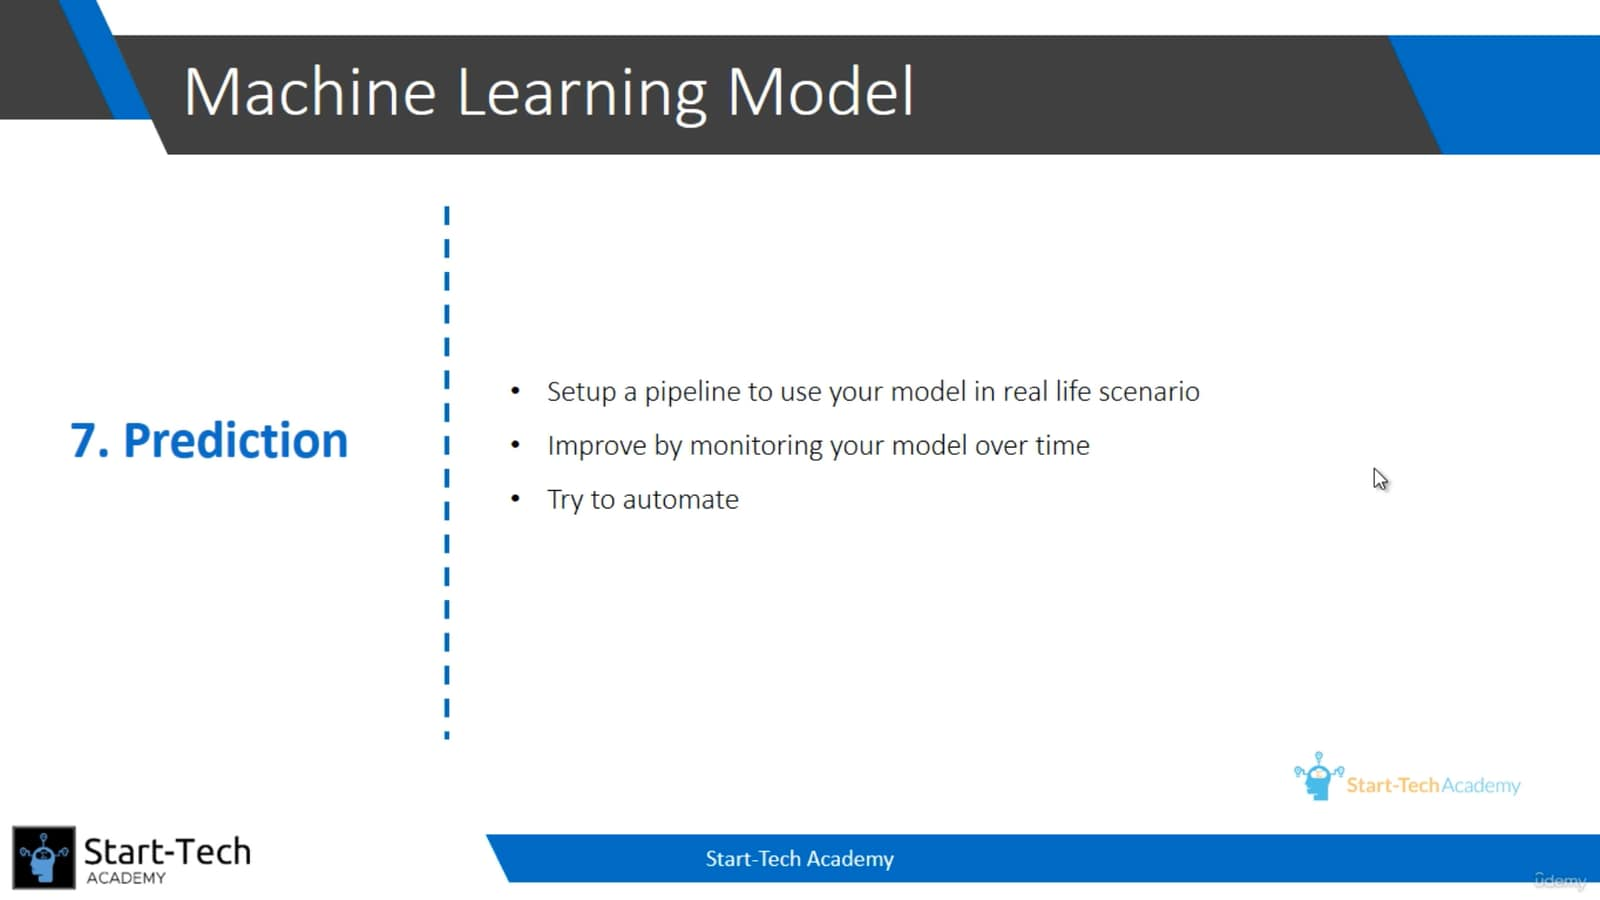 Machine Learning Model
7. Prediction
• Setup a pipeline to use your model in real life scenario
• Improve by monitoring your model over time
• Try to automate
Start-Tech Academy
Start-Tech
ACADEMY
Start-Tech Academy
udemy